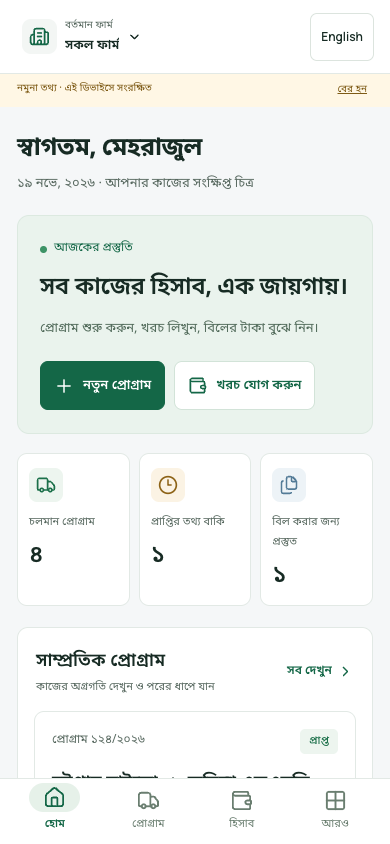 বর্তমান ফার্ম
সকল ফার্ম
English
নমুনা তথ্য · এই ডিভাইসে সংরক্ষিত
বের হন
স্বাগতম, মেহরাজুল
১৯ নভে, ২০২৬ · আপনার কাজের সংক্ষিপ্ত চিত্র
আজকের প্রস্তুতি
সব কাজের হিসাব, এক জায়গায়।
প্রোগ্রাম শুরু করুন, খরচ লিখুন, বিলের টাকা বুঝে নিন।
নতুন প্রোগ্রাম
খরচ যোগ করুন
চলমান প্রোগ্রাম
৪
প্রাপ্তির তথ্য বাকি
১
বিল করার জন্য
প্রস্তুত
১
সাম্প্রতিক প্রোগ্রাম
সব দেখুন
কাজের অগ্রগতি দেখুন ও পরের ধাপে যান
প্রোগ্রাম ১২৪/২০২৬
প্রাপ্ত
হোম
প্রোগ্রাম
হিসাব
আরও